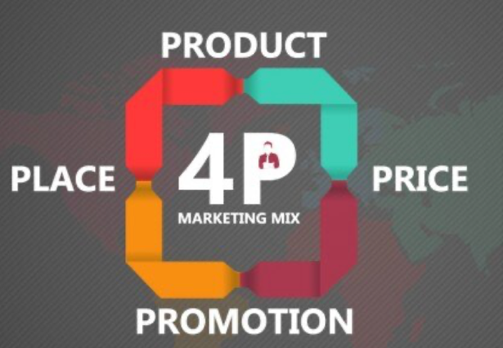 PRODUCT
4P
PLACE
PRICE
MARKETING MIX
PROMOTION